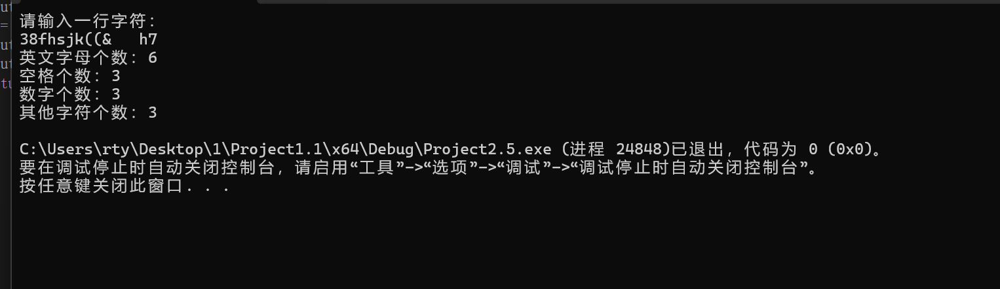 请输入一行字符：
38fhsjk((&   h7
英文字母个数：6
空格个数：3
数字个数：3
其他字符个数：3
C:\Users\rty\Desktop\1\Project1.1\x64\Debug\Project2.5.exe (进程 24848)已退出，代码为 0 (0x0)。
要在调试停止时自动关闭控制台，请启用“工具”->“选项”->“调试”->“调试停止时自动关闭控制台”。
按任意键关闭此窗口. . .